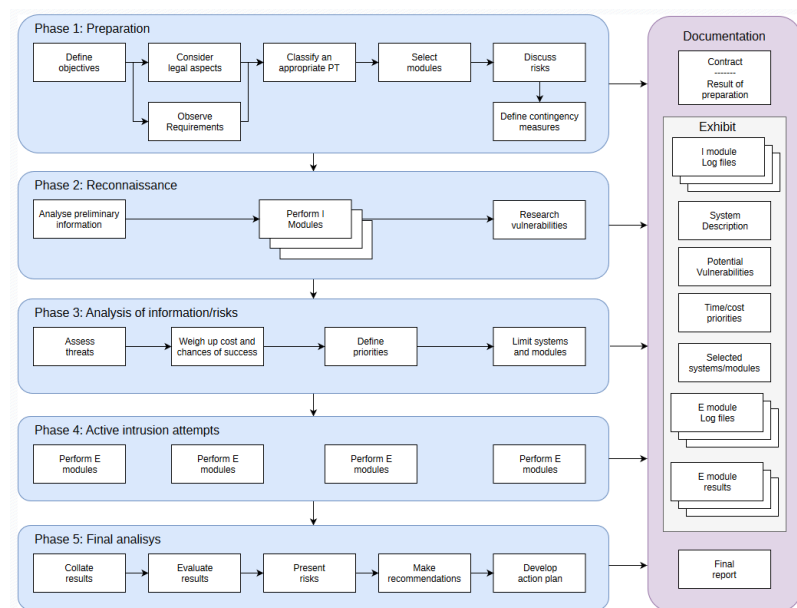 Phase 1: Preparation
Define
objectives
Consider
legal aspects
Classify an
appropriate PT
Select
modules
Discuss
risks
Observe
Requirements
Define contingency
measures
Phase 2: Reconnaissance
Analyse preliminary
information
Perform I
Modules
Research
vulnerabilities
Phase 3: Analysis of information/risks
Assess
threats
Weigh up cost and
chances of success
Define
priorities
Limit systems
and modules
Phase 4: Active intrusion attempts
Perform E
modules
Perform E
modules
Perform E
modules
Perform E
modules
Phase 5: Final analisys
Collate
results
Evaluate
results
Present
risks
Make
recommendations
Develop
action plan
Documentation
Contract
-------
Result of
preparation
Exhibit
I module
Log files
System
Description
Potential
Vulnerabilities
Time/cost
priorities
Selected
systems/modules
E module
Log files
E module
results
Final
report